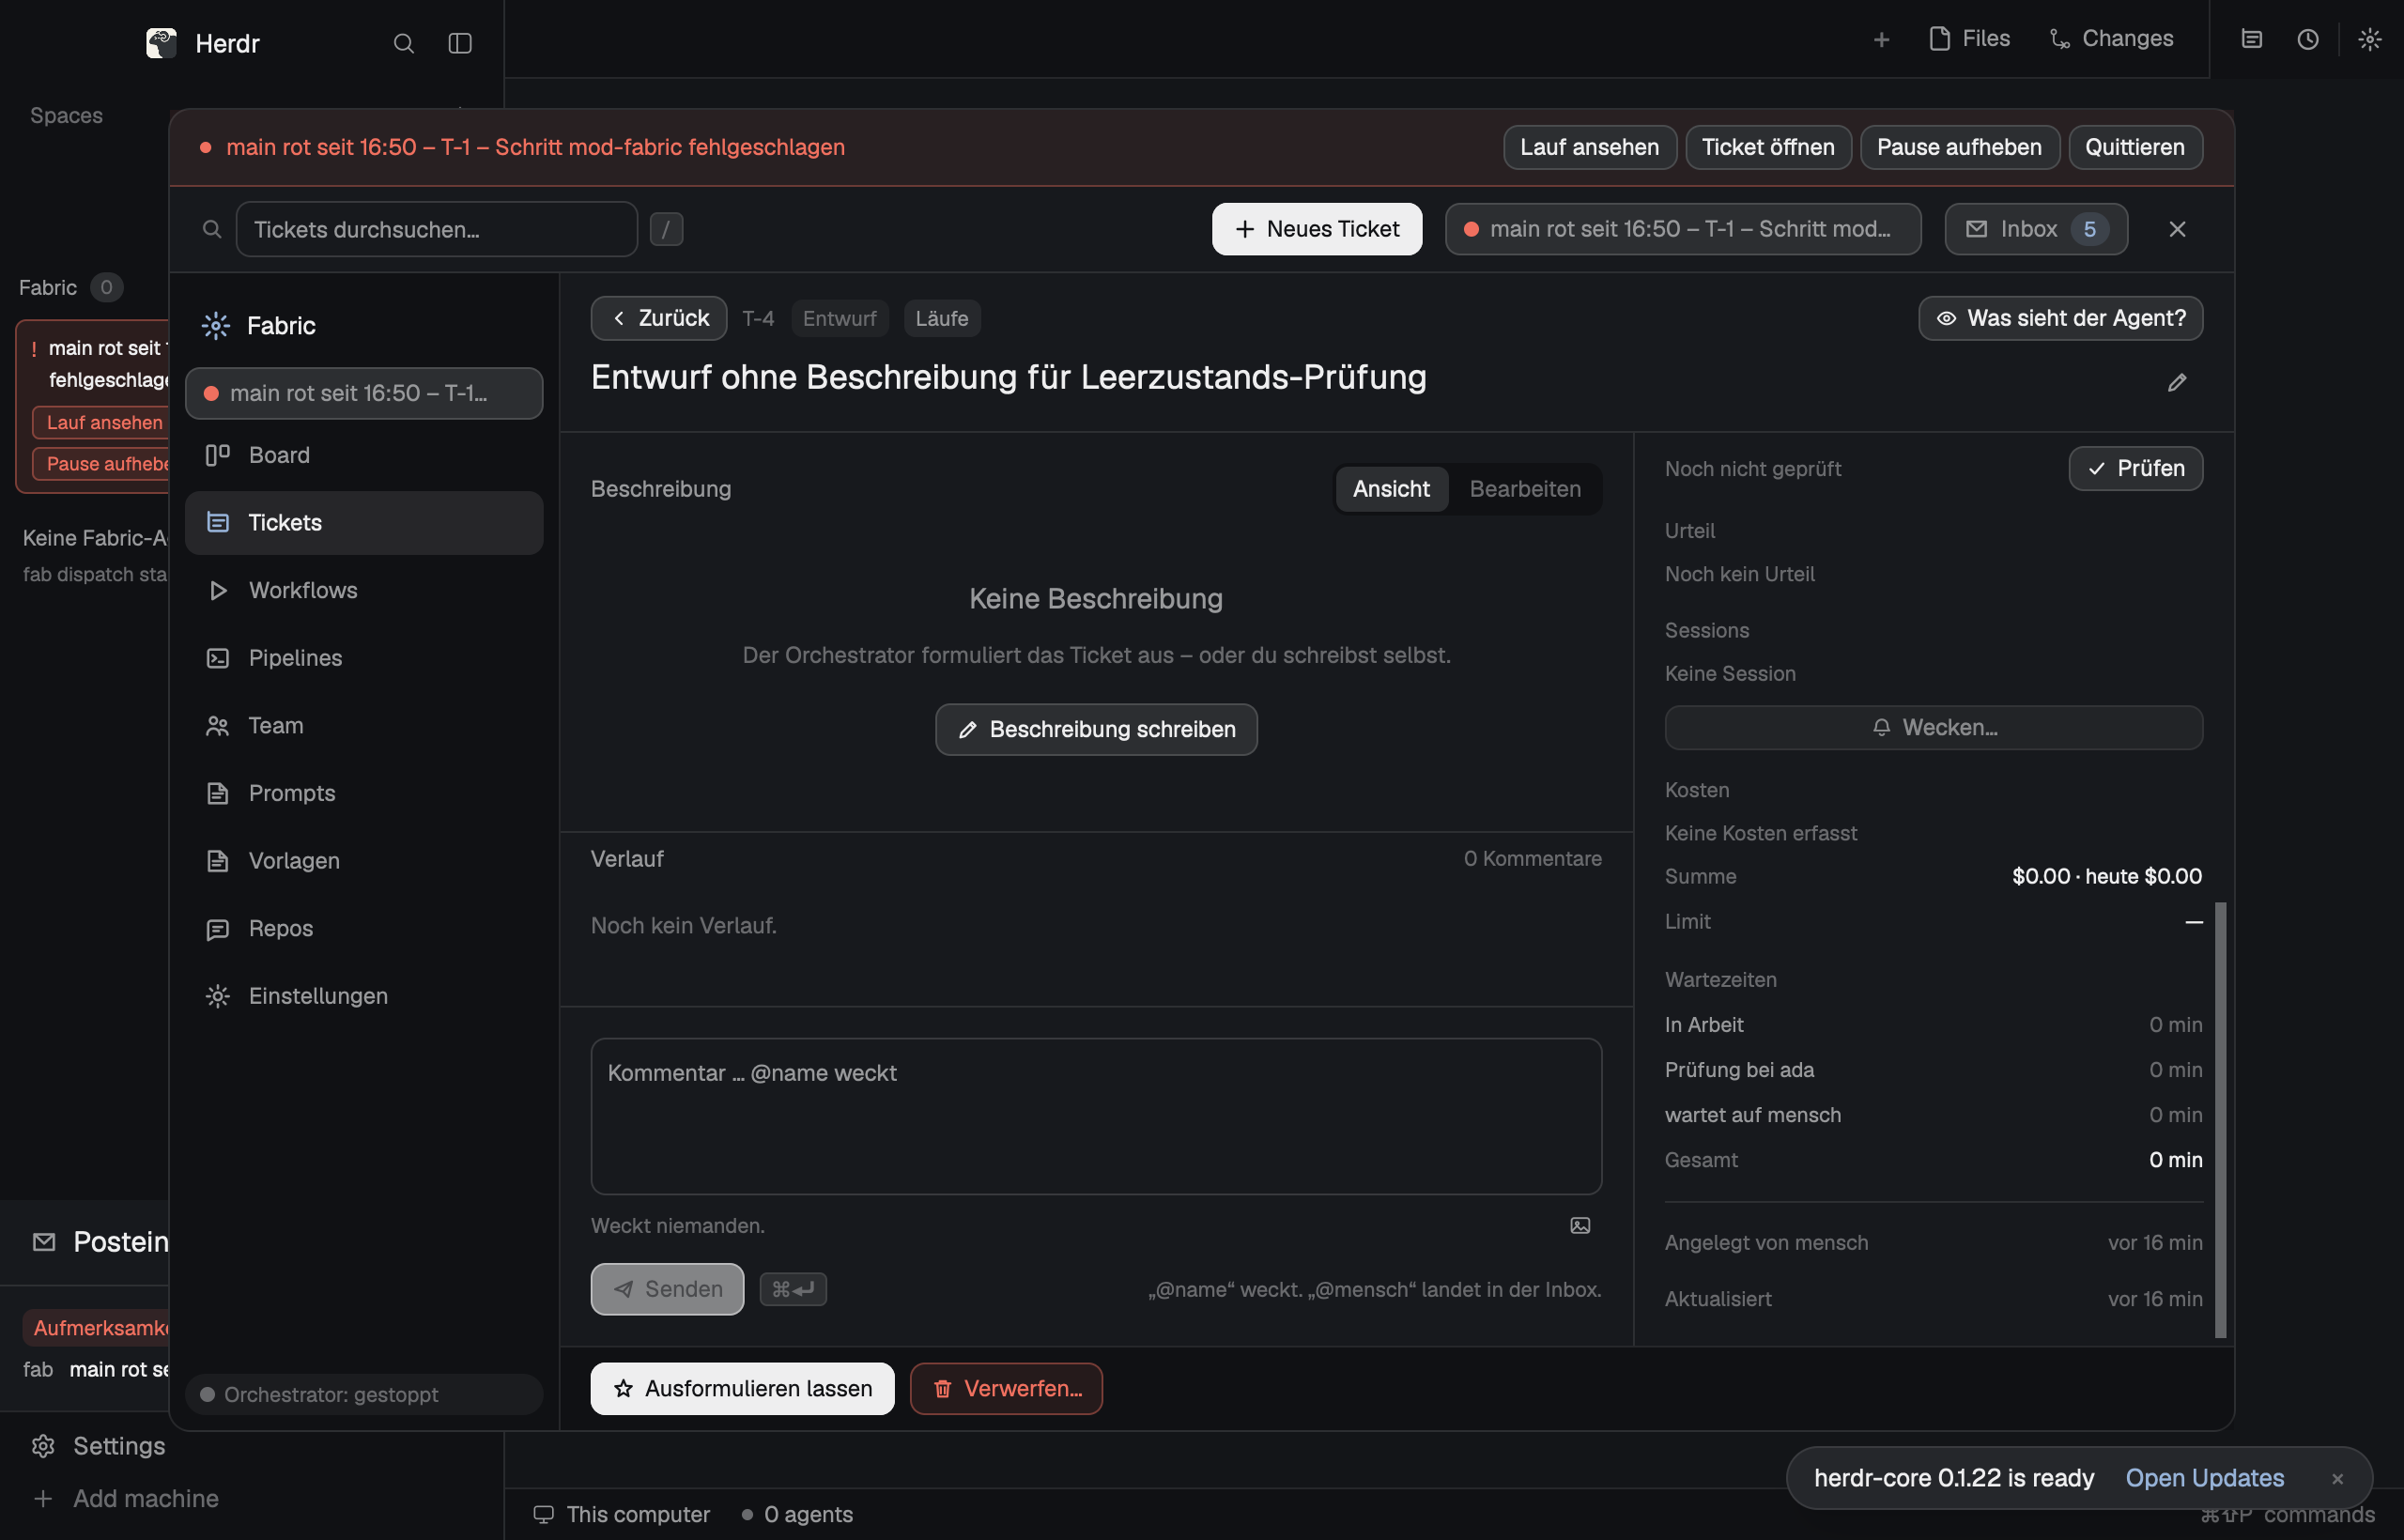 Herdr
Files
Changes
Spaces
main rot seit 16:50 – T-1 – Schritt mod-fabric fehlgeschlagen
Lauf ansehen
Ticket öffnen
Pause aufheben
Quittieren
Tickets durchsuchen...
/
Neues Ticket
main rot seit 16:50 – T-1 – Schritt mod...
Inbox 5
Fabric 0
! main rot seit
fehlgeschlage
Lauf ansehen
Pause aufhebe
Keine Fabric-A
fab dispatch sta
Fabric
main rot seit 16:50 – T-1...
Board
Tickets
Workflows
Pipelines
Team
Prompts
Vorlagen
Repos
Einstellungen
Orchestrator: gestoppt
Zurück
T-4
Entwurf
Läufe
Was sieht der Agent?
Entwurf ohne Beschreibung für Leerzustands-Prüfung
Beschreibung
Ansicht
Bearbeiten
Keine Beschreibung
Der Orchestrator formuliert das Ticket aus – oder du schreibst selbst.
Beschreibung schreiben
Verlauf
0 Kommentare
Noch kein Verlauf.
Kommentar ... @name weckt
Weckt niemanden.
Senden
⌘↵
„@name“ weckt. „@mensch“ landet in der Inbox.
Ausformulieren lassen
Verwerfen...
Noch nicht geprüft
Prüfen
Urteil
Noch kein Urteil
Sessions
Keine Session
Wecken...
Kosten
Keine Kosten erfasst
Summe $0.00 · heute $0.00
Limit —
Wartezeiten
In Arbeit 0 min
Prüfung bei ada 0 min
wartet auf mensch 0 min
Gesamt 0 min
Angelegt von mensch vor 16 min
Aktualisiert vor 16 min
Postein
Aufmerksamke
fab main rot se
Settings
Add machine
This computer
0 agents
herdr-core 0.1.22 is ready
Open Updates
⌘⇧P commands